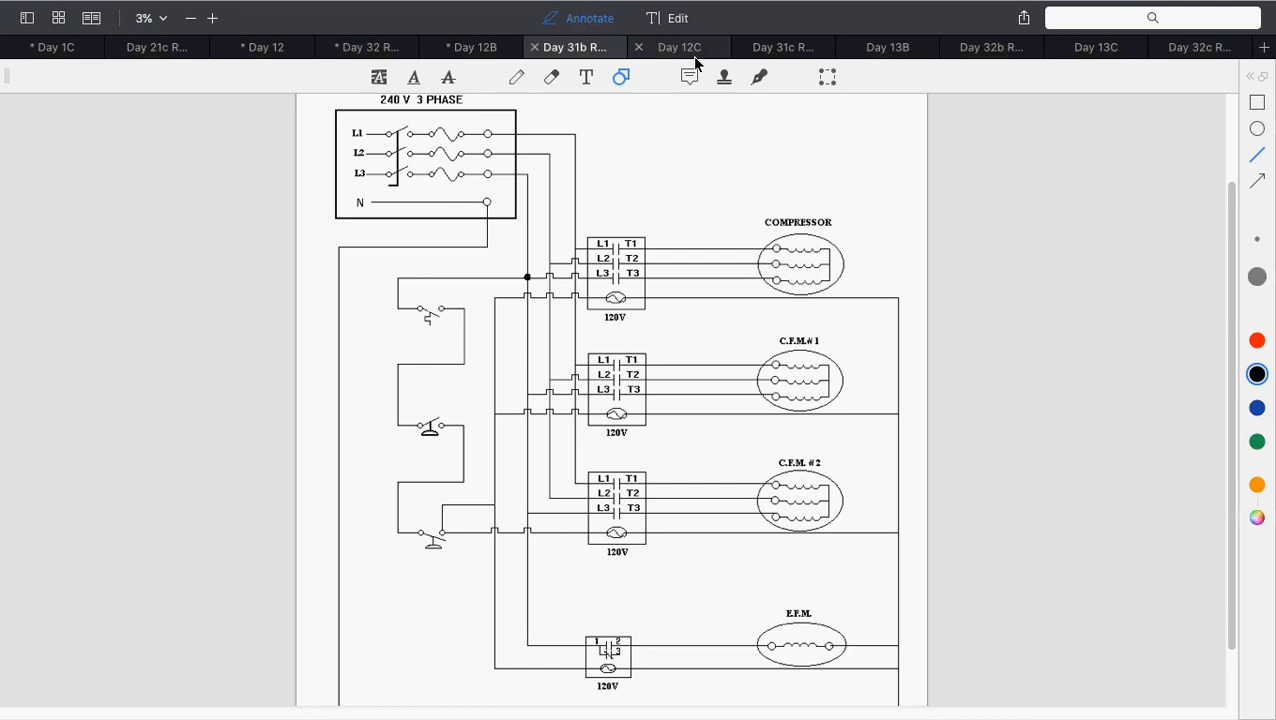 3%
Annotate
Edit
* Day 1C
Day 21c R...
* Day 12
* Day 32 R...
* Day 12B
Day 31b R...
Day 12C
Day 31c R...
Day 13B
Day 32b R...
Day 13C
Day 32c R...
240 V 3 PHASE
L1
L2
L3
N
COMPRESSOR
L1 T1
L2 T2
L3 T3
120V
C.F.M.# 1
L1 T1
L2 T2
L3 T3
120V
C.F.M. # 2
L1 T1
L2 T2
L3 T3
120V
E.F.M.
1 2
3
120V